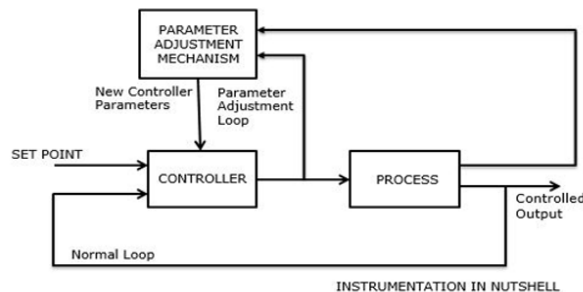 PARAMETER
ADJUSTMENT
MECHANISM
New Controller
Parameters
Parameter
Adjustment
Loop
SET POINT
CONTROLLER
PROCESS
Controlled
Output
Normal Loop
INSTRUMENTATION IN NUTSHELL